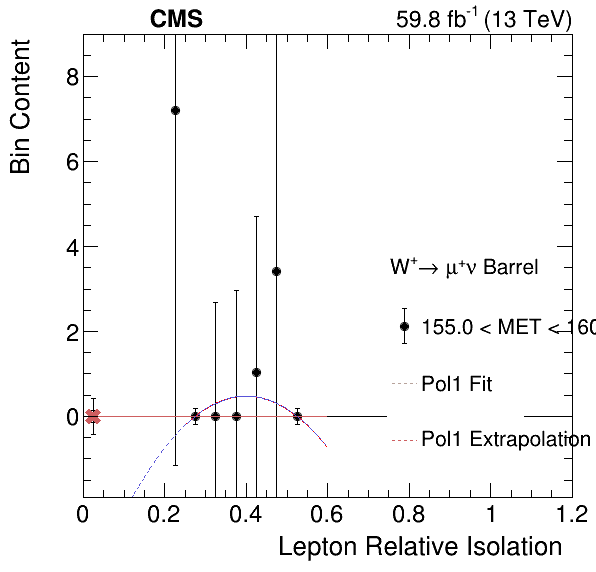 CMS
59.8 fb⁻¹ (13 TeV)
Bin Content
8
6
4
2
0
W⁺→ μ⁺ν Barrel
155.0 < MET < 160
Pol1 Fit
Pol1 Extrapolation
0 0.2 0.4 0.6 0.8 1 1.2
Lepton Relative Isolation